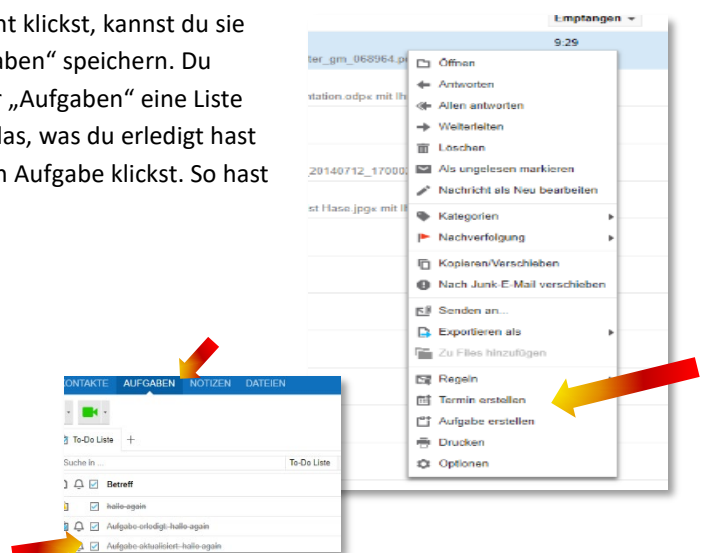 nt klickst, kannst du sie
aben“ speichern. Du
r „Aufgaben“ eine Liste
das, was du erledigt hast
n Aufgabe klickst. So hast
Empfangen
9:29
ter_gm_068964.p
Öffnen
Antworten
ntation.odp« mit Ih
Allen antworten
Weiterleiten
Löschen
_20140712_17000
Als ungelesen markieren
Nachricht als Neu bearbeiten
st Hase.jpg« mit I
Kategorien
Nachverfolgung
Kopieren/Verschieben
Nach Junk-E-Mail verschieben
Senden an...
Exportieren als
Zu Files hinzufügen
Regeln
Termin erstellen
Aufgabe erstellen
Drucken
Optionen
KONTAKTE AUFGABEN NOTIZEN DATEIEN
To-Do Liste +
Suche in ... To-Do Liste
Betreff
hallo again
Aufgabe erledigt: hallo again
Aufgabe aktualisiert: hallo again